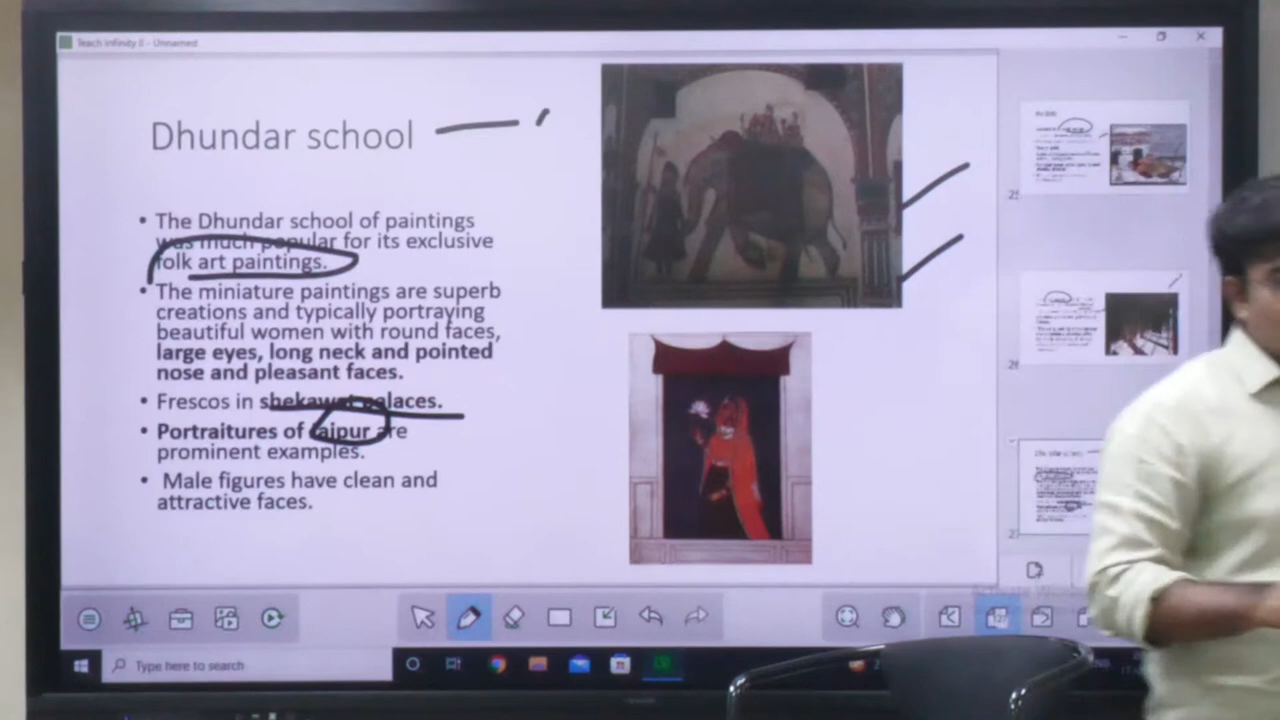 Teach Infinity II - Unnamed
Dhundar school
• The Dhundar school of paintings
was much popular for its exclusive
folk art paintings.
• The miniature paintings are superb
creations and typically portraying
beautiful women with round faces,
large eyes, long neck and pointed
nose and pleasant faces.
• Frescos in shekawat palaces.
• Portraitures of jaipur are
prominent examples.
• Male figures have clean and
attractive faces.
25
26
27
Type here to search